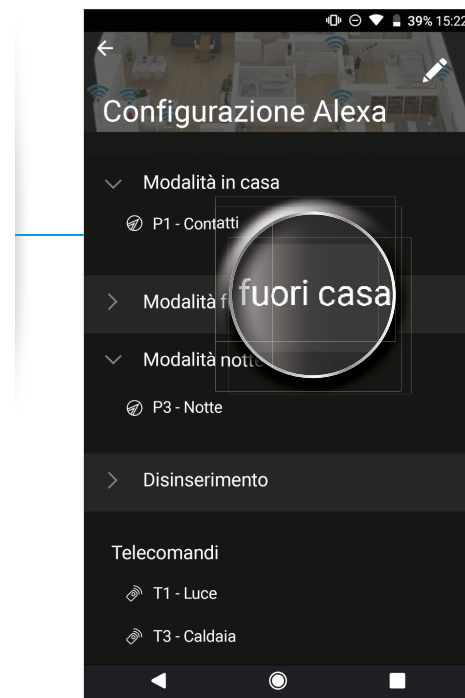 39% 15:22
Configurazione Alexa
Modalità in casa
P1 - Contatti
Modalità fuori casa
Modalità notte
P3 - Notte
Disinserimento
Telecomandi
T1 - Luce
T3 - Caldaia